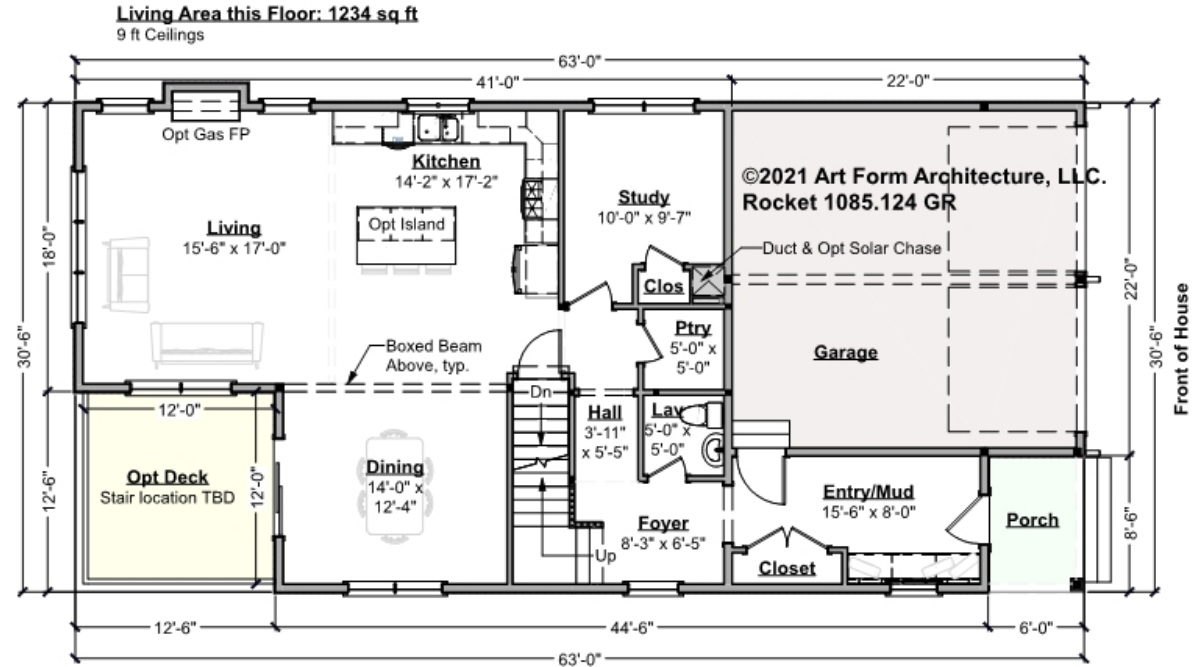 Living Area this Floor: 1234 sq ft
9 ft Ceilings
63'-0"
41'-0"
22'-0"
Opt Gas FP
Kitchen
14'-2" x 17'-2"
©2021 Art Form Architecture, LLC.
Rocket 1085.124 GR
Study
10'-0" x 9'-7"
Opt Island
Living
15'-6" x 17'-0"
Duct & Opt Solar Chase
Clos
18'-0"
22'-0"
30'-6"
30'-6"
Front of House
Ptry
5'-0" x
5'-0"
Garage
Boxed Beam
Above, typ.
Dn
12'-0"
Hall
3'-11"
x 5'-5"
Lav
5'-0" x
5'-0"
Opt Deck
Stair location TBD
12'-0"
12'-6"
Dining
14'-0" x
12'-4"
Entry/Mud
15'-6" x 8'-0"
Foyer
8'-3" x 6'-5"
Porch
8'-6"
Up
Closet
12'-6"
44'-6"
6'-0"
63'-0"